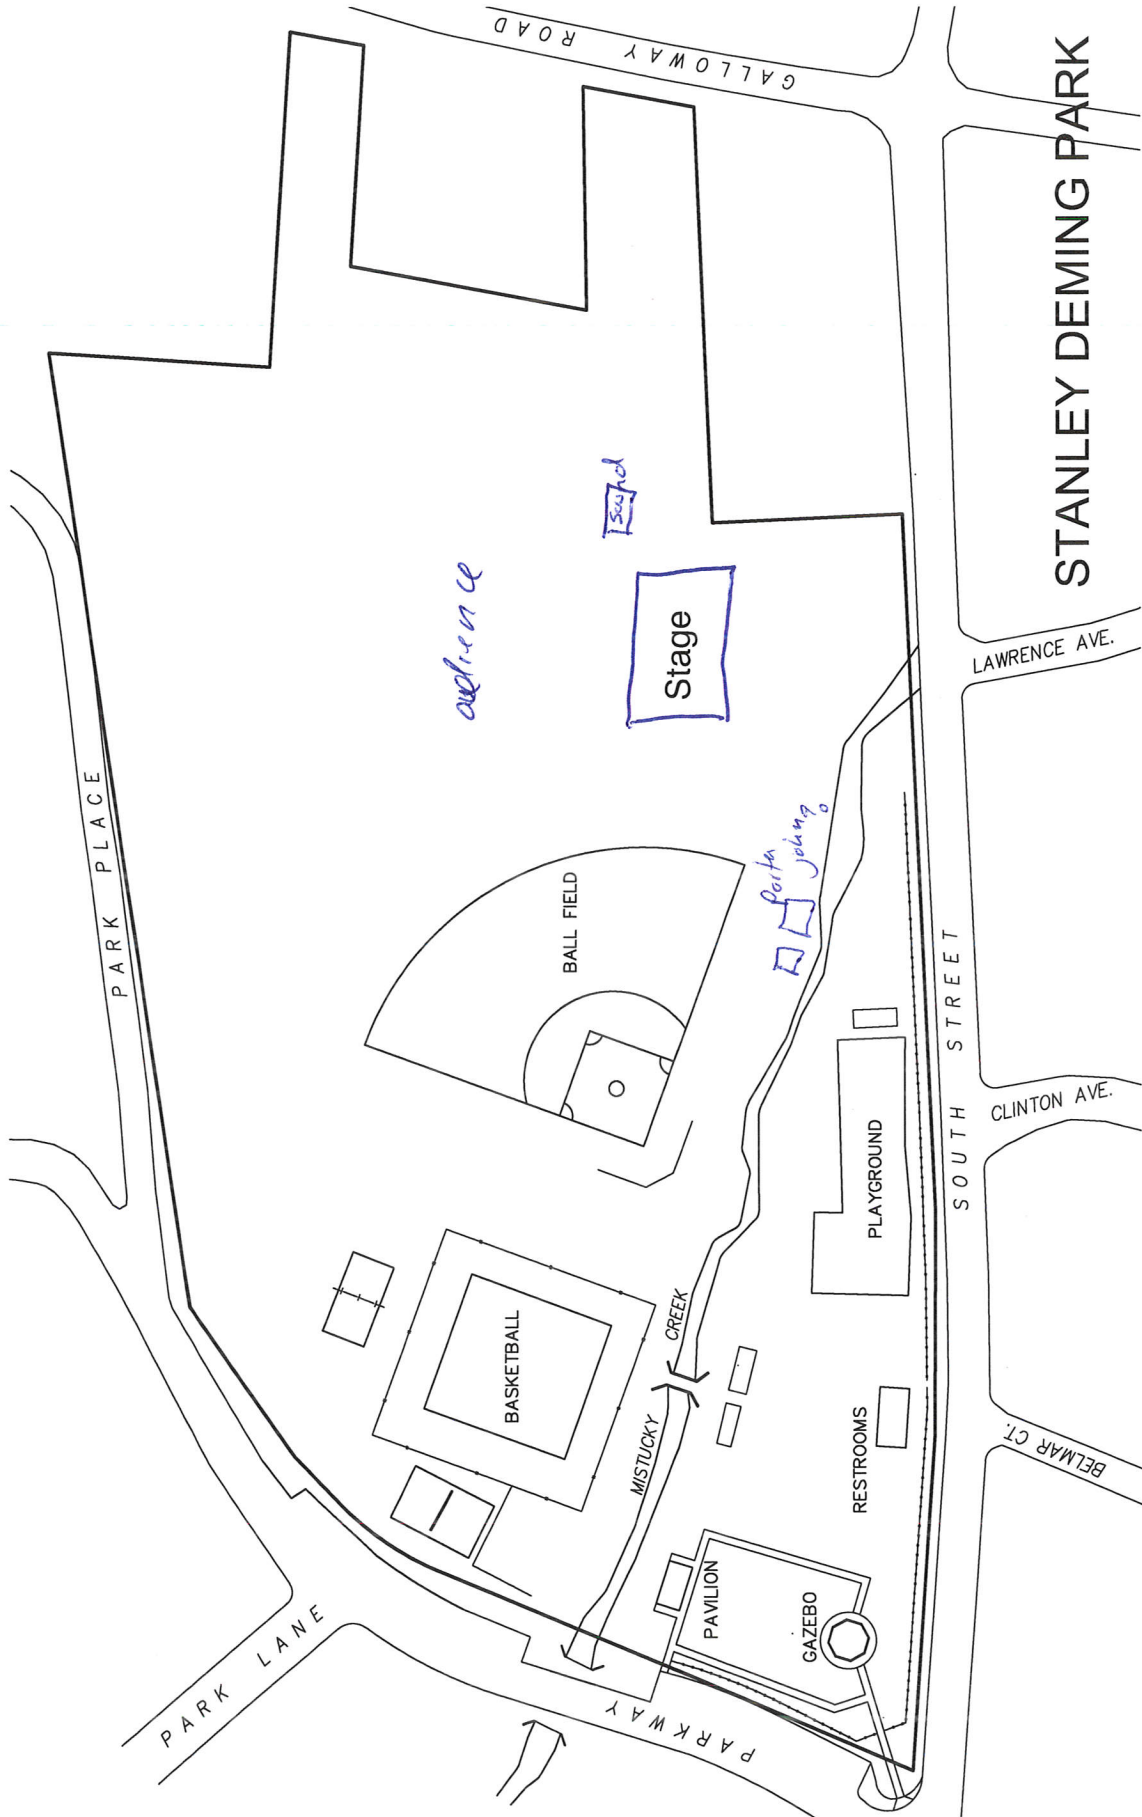 GALLOWAY ROAD
PARK PLACE
audience
Sound
Stage
BALL FIELD
Porta
john
LAWRENCE AVE.
SOUTH STREET
CLINTON AVE.
PLAYGROUND
BASKETBALL
MISTUCKY CREEK
RESTROOMS
BELMAR CT.
PAVILION
GAZEBO
PARK LANE
PARKWAY
STANLEY DEMING PARK